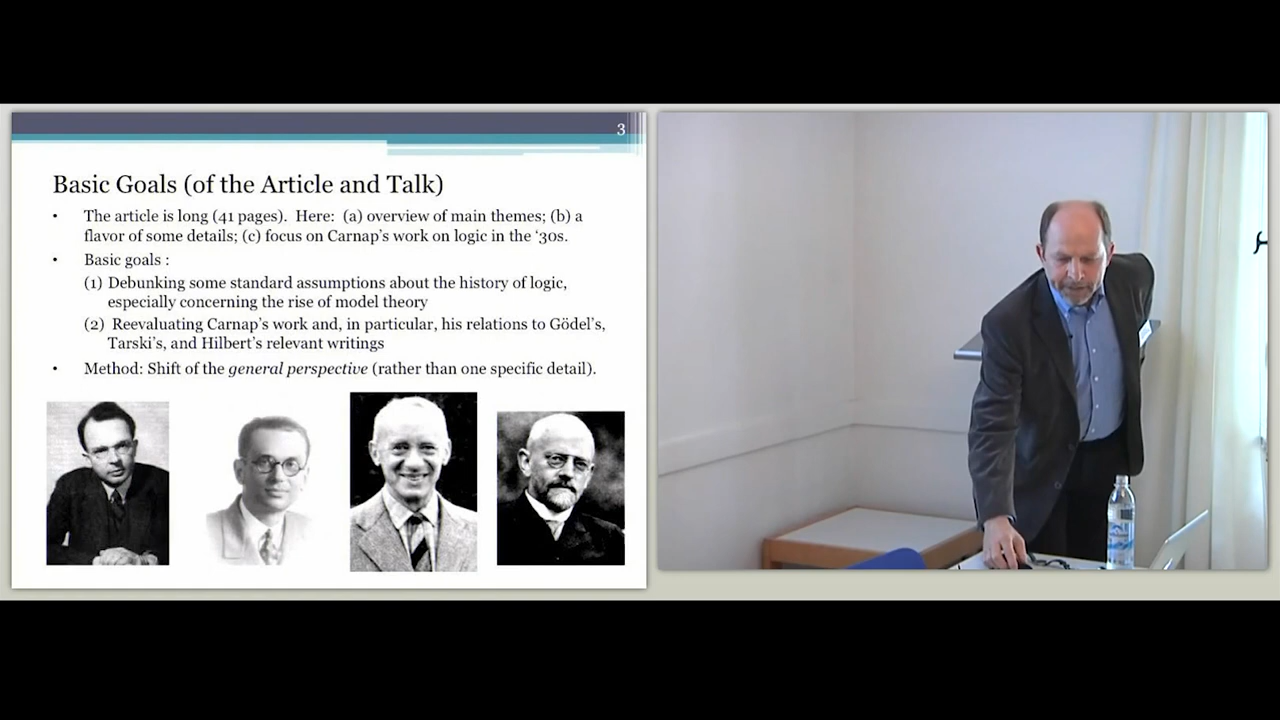 3
Basic Goals (of the Article and Talk)
• The article is long (41 pages). Here: (a) overview of main themes; (b) a
flavor of some details; (c) focus on Carnap's work on logic in the ‘30s.
• Basic goals :
(1) Debunking some standard assumptions about the history of logic,
especially concerning the rise of model theory
(2) Reevaluating Carnap's work and, in particular, his relations to Gödel's,
Tarski's, and Hilbert's relevant writings
• Method: Shift of the general perspective (rather than one specific detail).